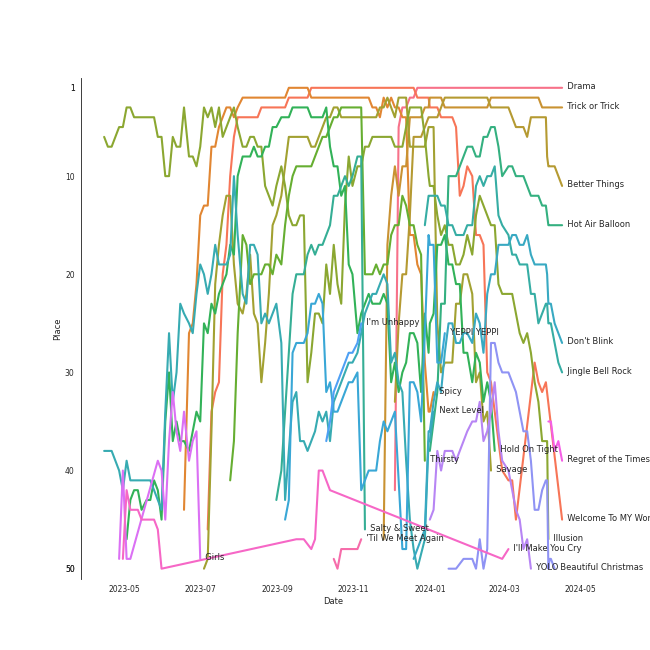 1
Drama
Trick or Trick
10
Better Things
Hot Air Balloon
20
I'm Unhappy
YEPPI YEPPI
Don't Blink
Place
30
Jingle Bell Rock
Spicy
Next Level
Hold On Tight
Thirsty
Regret of the Times
40
Savage
Welcome To MY Wor
Salty & Sweet
'Til We Meet Again
Illusion
I'll Make You Cry
Girls
50
YOLO
Beautiful Christmas
2023-05
2023-07
2023-09
2023-11
2024-01
2024-03
2024-05
Date